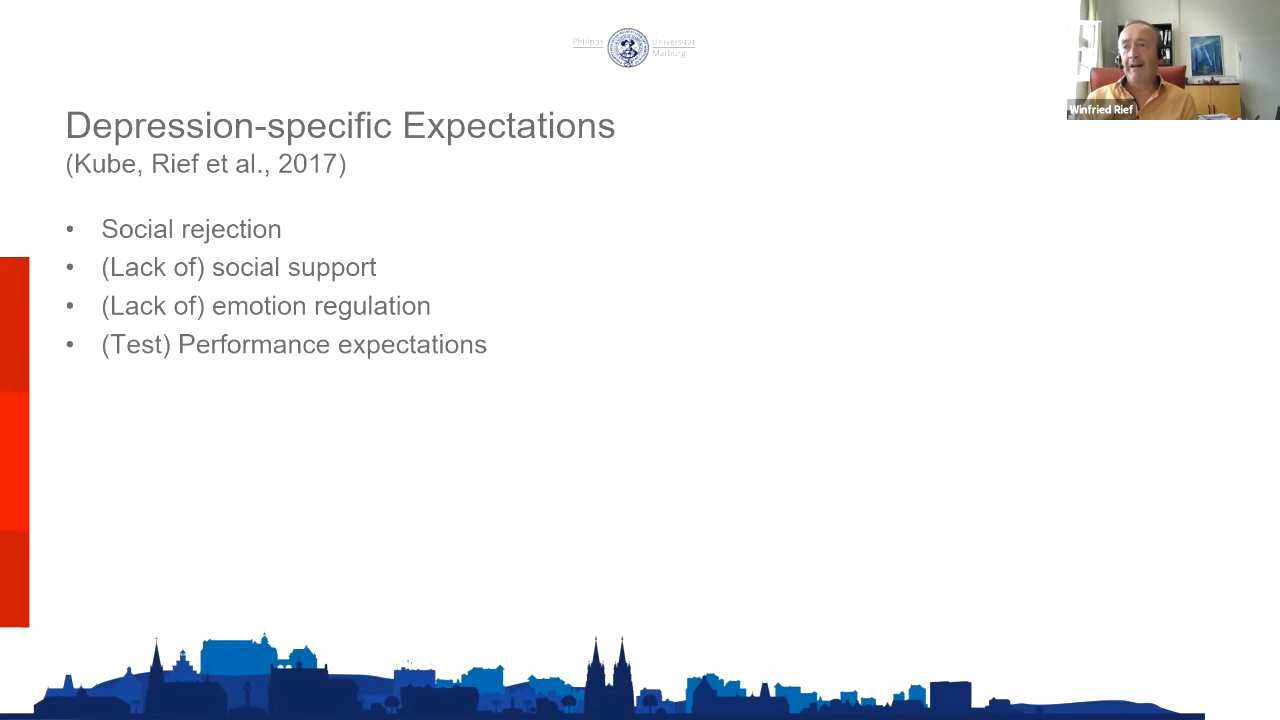 Philipps Universität
Marburg
Winfried Rief
Depression-specific Expectations
(Kube, Rief et al., 2017)
• Social rejection
• (Lack of) social support
• (Lack of) emotion regulation
• (Test) Performance expectations